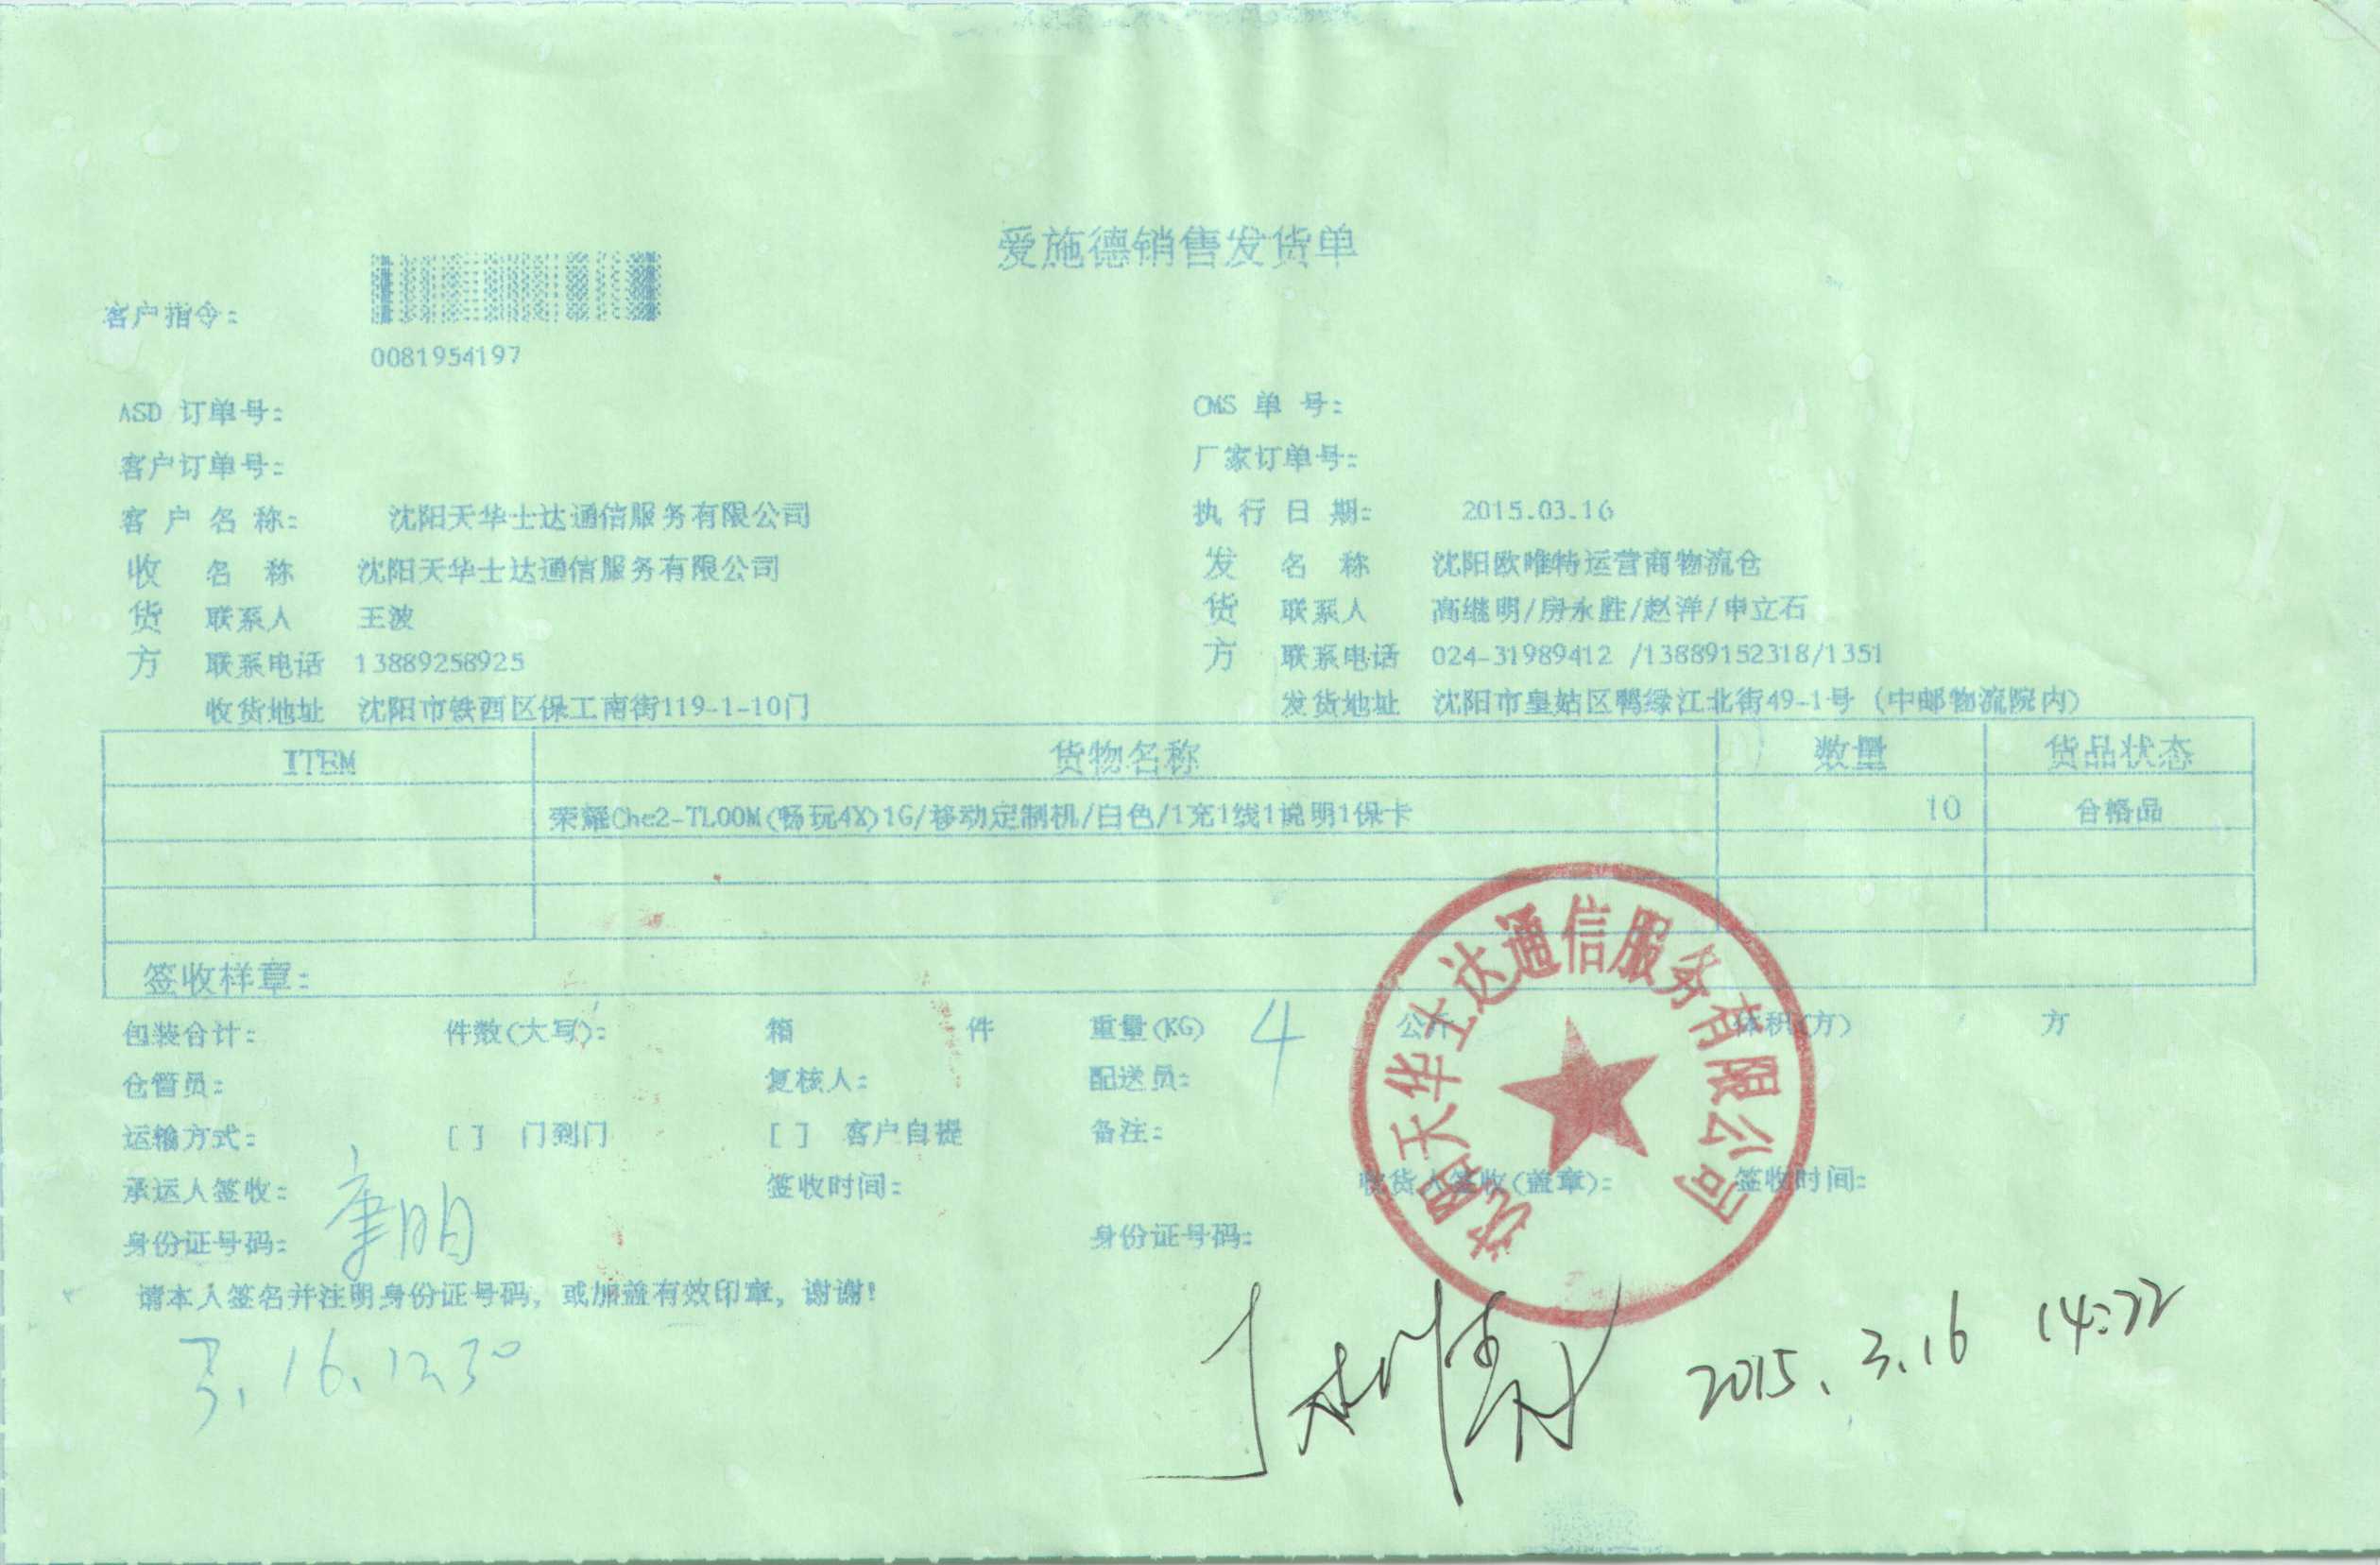 爱施德销售发货单
客户指令：
0081954197
ASD 订单号： CMS 单 号：
客户订单号： 厂家订单号：
客 户 名 称： 沈阳天华士达通信服务有限公司 执 行 日 期： 2015.03.16
收 名 称 沈阳天华士达通信服务有限公司 发 名 称 沈阳欧唯特运营商物流仓
货 联系人 王波 货 联系人 高继明/房永胜/赵洋/申立石
方 联系电话 13889258925 方 联系电话 024-31989412 /13889152318/1351
收货地址 沈阳市铁西区保工南街119-1-10门 发货地址 沈阳市皇姑区鸭绿江北街49-1号（中邮物流院内）
ITEM 货物名称 数量 货品状态
荣耀Che2-TL00M(畅玩4X)1G/移动定制机/白色/1充1线1说明1保卡 10 合格品
签收样章：
包装合计： 件数(大写)： 箱 件 重量(KG) 4 公斤 体积(方) 方
仓管员： 复核人： 配送员：
运输方式： [ ] 门到门 [ ] 客户自提 备注：
承运人签收： 签收时间： 收货人签收(盖章)： 签收时间：
身份证号码： 身份证号码：
请本人签名并注明身份证号码，或加盖有效印章，谢谢！
沈阳天华士达通信服务有限公司
3.16.12.30
2015.3.16 14:22